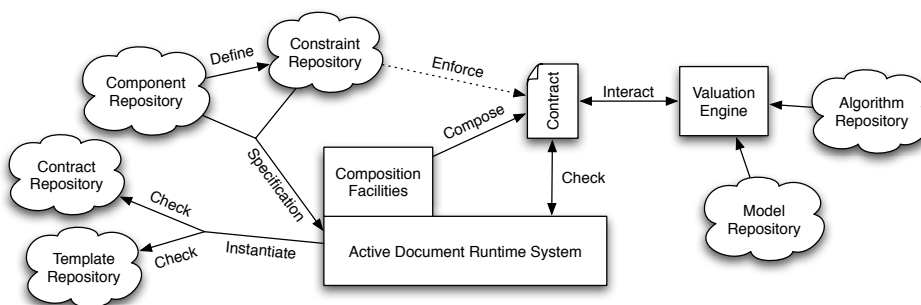 Component
Repository
Define
Constraint
Repository
Enforce
Contract
Interact
Valuation
Engine
Algorithm
Repository
Model
Repository
Compose
Check
Specification
Composition
Facilities
Active Document Runtime System
Instantiate
Contract
Repository
Check
Template
Repository
Check